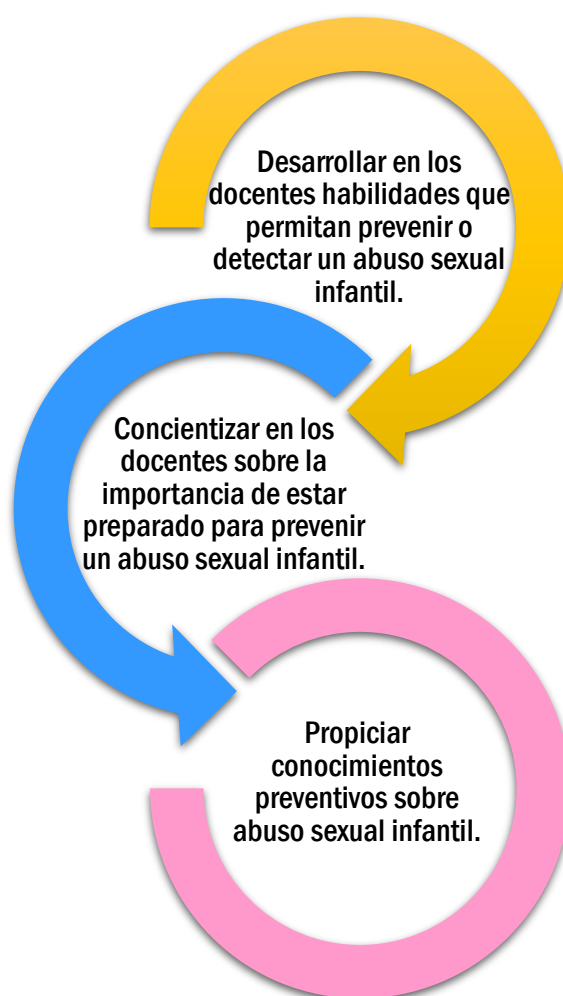 Desarrollar en los
docentes habilidades que
permitan prevenir o
detectar un abuso sexual
infantil.
Concientizar en los
docentes sobre la
importancia de estar
preparado para prevenir
un abuso sexual infantil.
Propiciar
conocimientos
preventivos sobre
abuso sexual infantil.